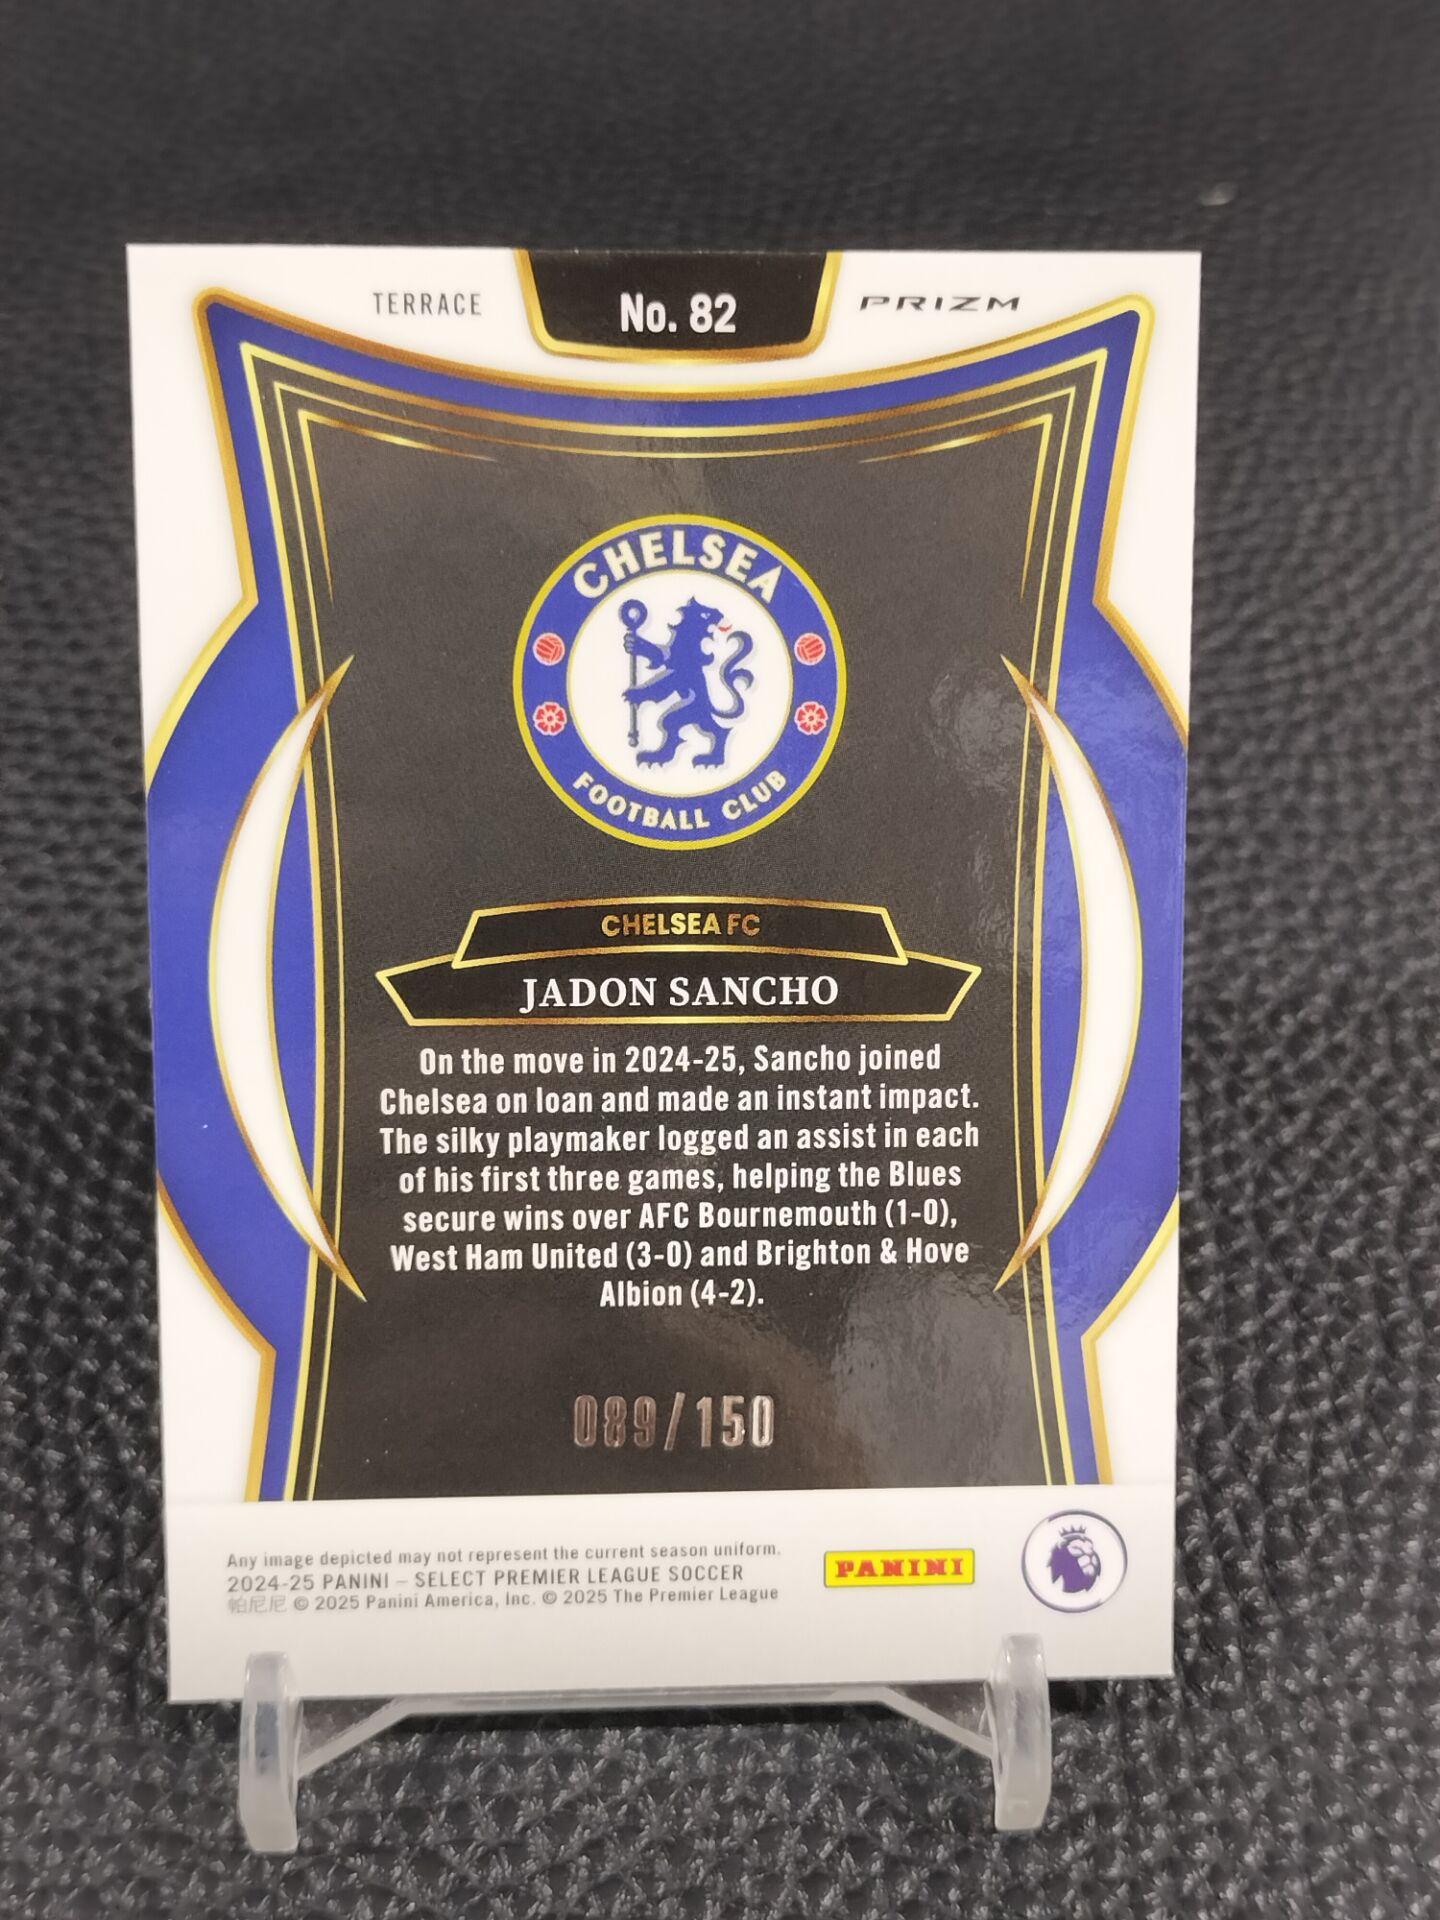 TERRACE
No. 82
PRIZM
CHELSEA
FOOTBALL CLUB
CHELSEA FC
JADON SANCHO
On the move in 2024-25, Sancho joined
Chelsea on loan and made an instant impact.
The silky playmaker logged an assist in each
of his first three games, helping the Blues
secure wins over AFC Bournemouth (1-0),
West Ham United (3-0) and Brighton & Hove
Albion (4-2).
089/150
Any image depicted may not represent the current season uniform.
2024-25 PANINI – SELECT PREMIER LEAGUE SOCCER
帕尼尼 © 2025 Panini America, Inc. © 2025 The Premier League
PANINI